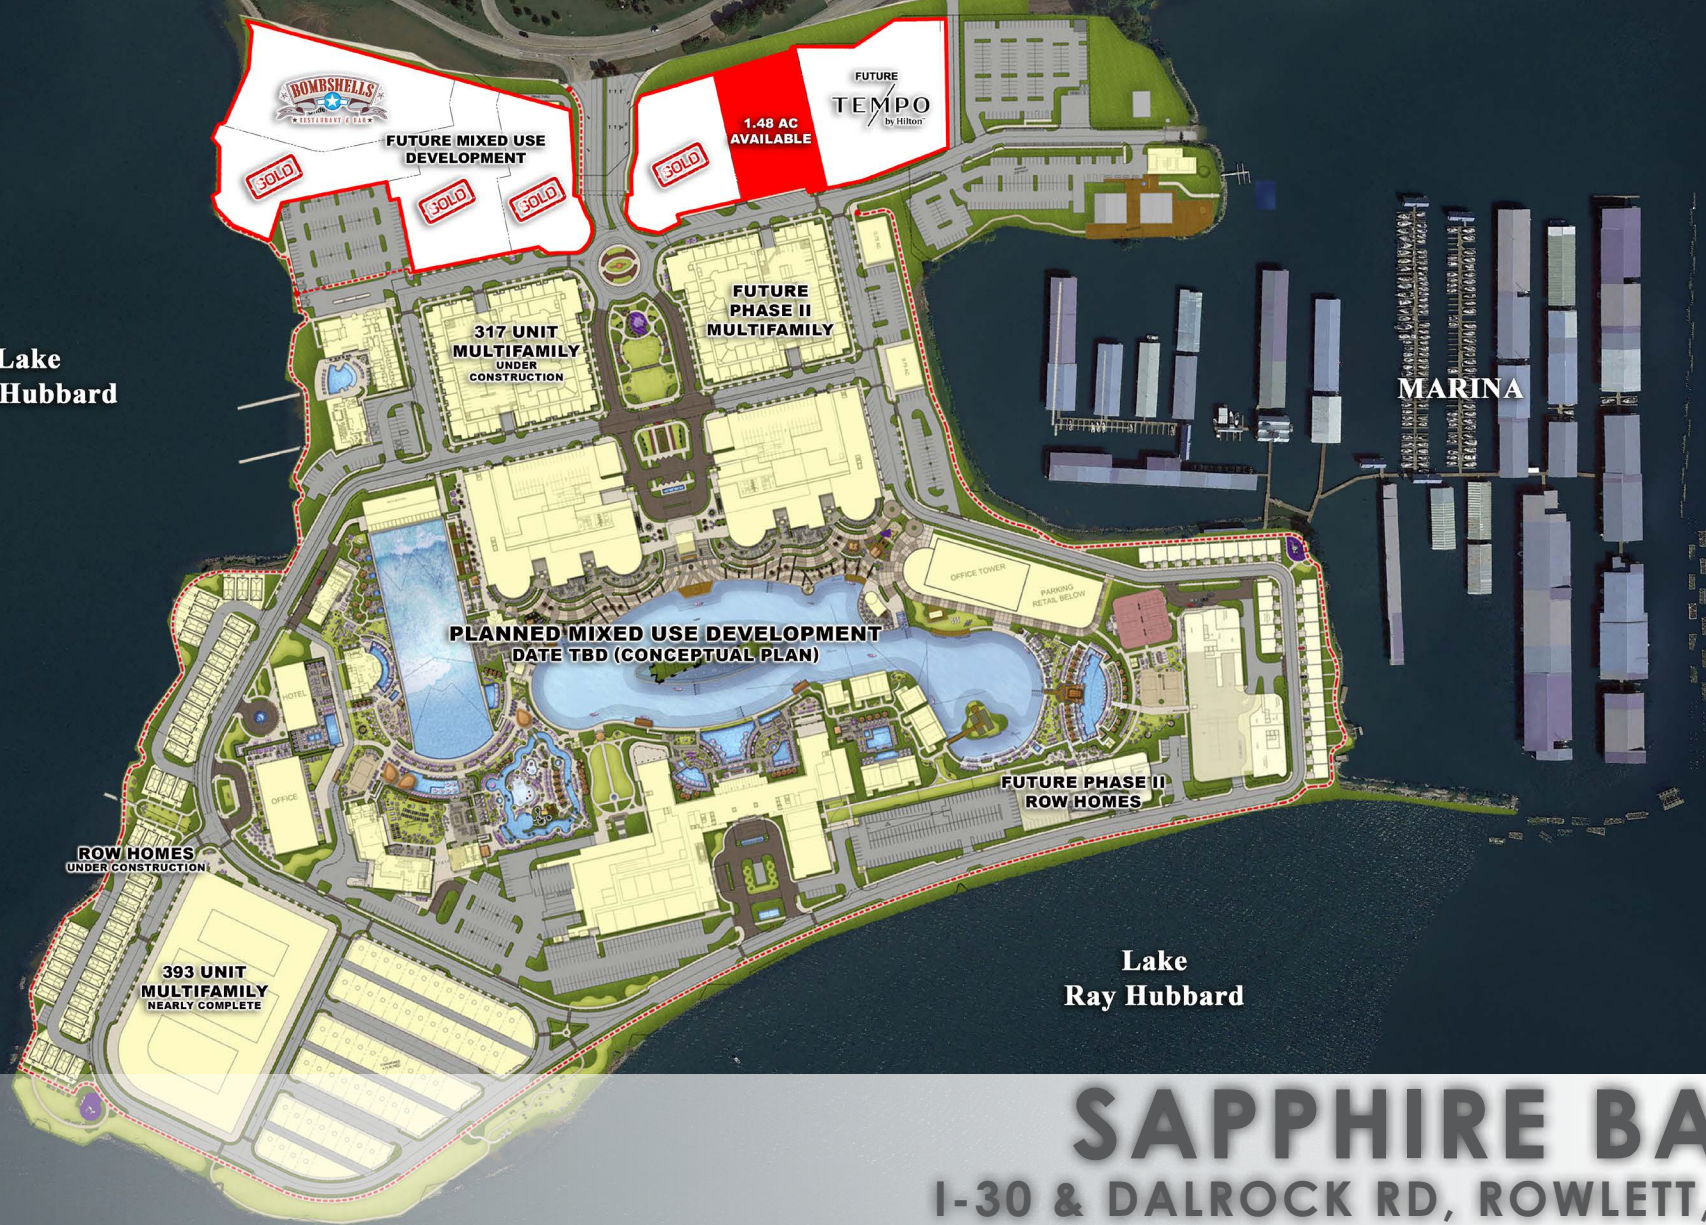 BOMBSHELLS
RESTAURANT & BAR
FUTURE MIXED USE
DEVELOPMENT
SOLD
SOLD
SOLD
SOLD
1.48 AC
AVAILABLE
FUTURE
TEMPO
by Hilton
317 UNIT
MULTIFAMILY
UNDER
CONSTRUCTION
FUTURE
PHASE II
MULTIFAMILY
Lake
Hubbard
MARINA
OFFICE TOWER
PARKING
RETAIL BELOW
PLANNED MIXED USE DEVELOPMENT
DATE TBD (CONCEPTUAL PLAN)
HOTEL
OFFICE
FUTURE PHASE II
ROW HOMES
ROW HOMES
UNDER CONSTRUCTION
393 UNIT
MULTIFAMILY
NEARLY COMPLETE
Lake
Ray Hubbard
SAPPHIRE BA
I-30 & DALROCK RD, ROWLETT,